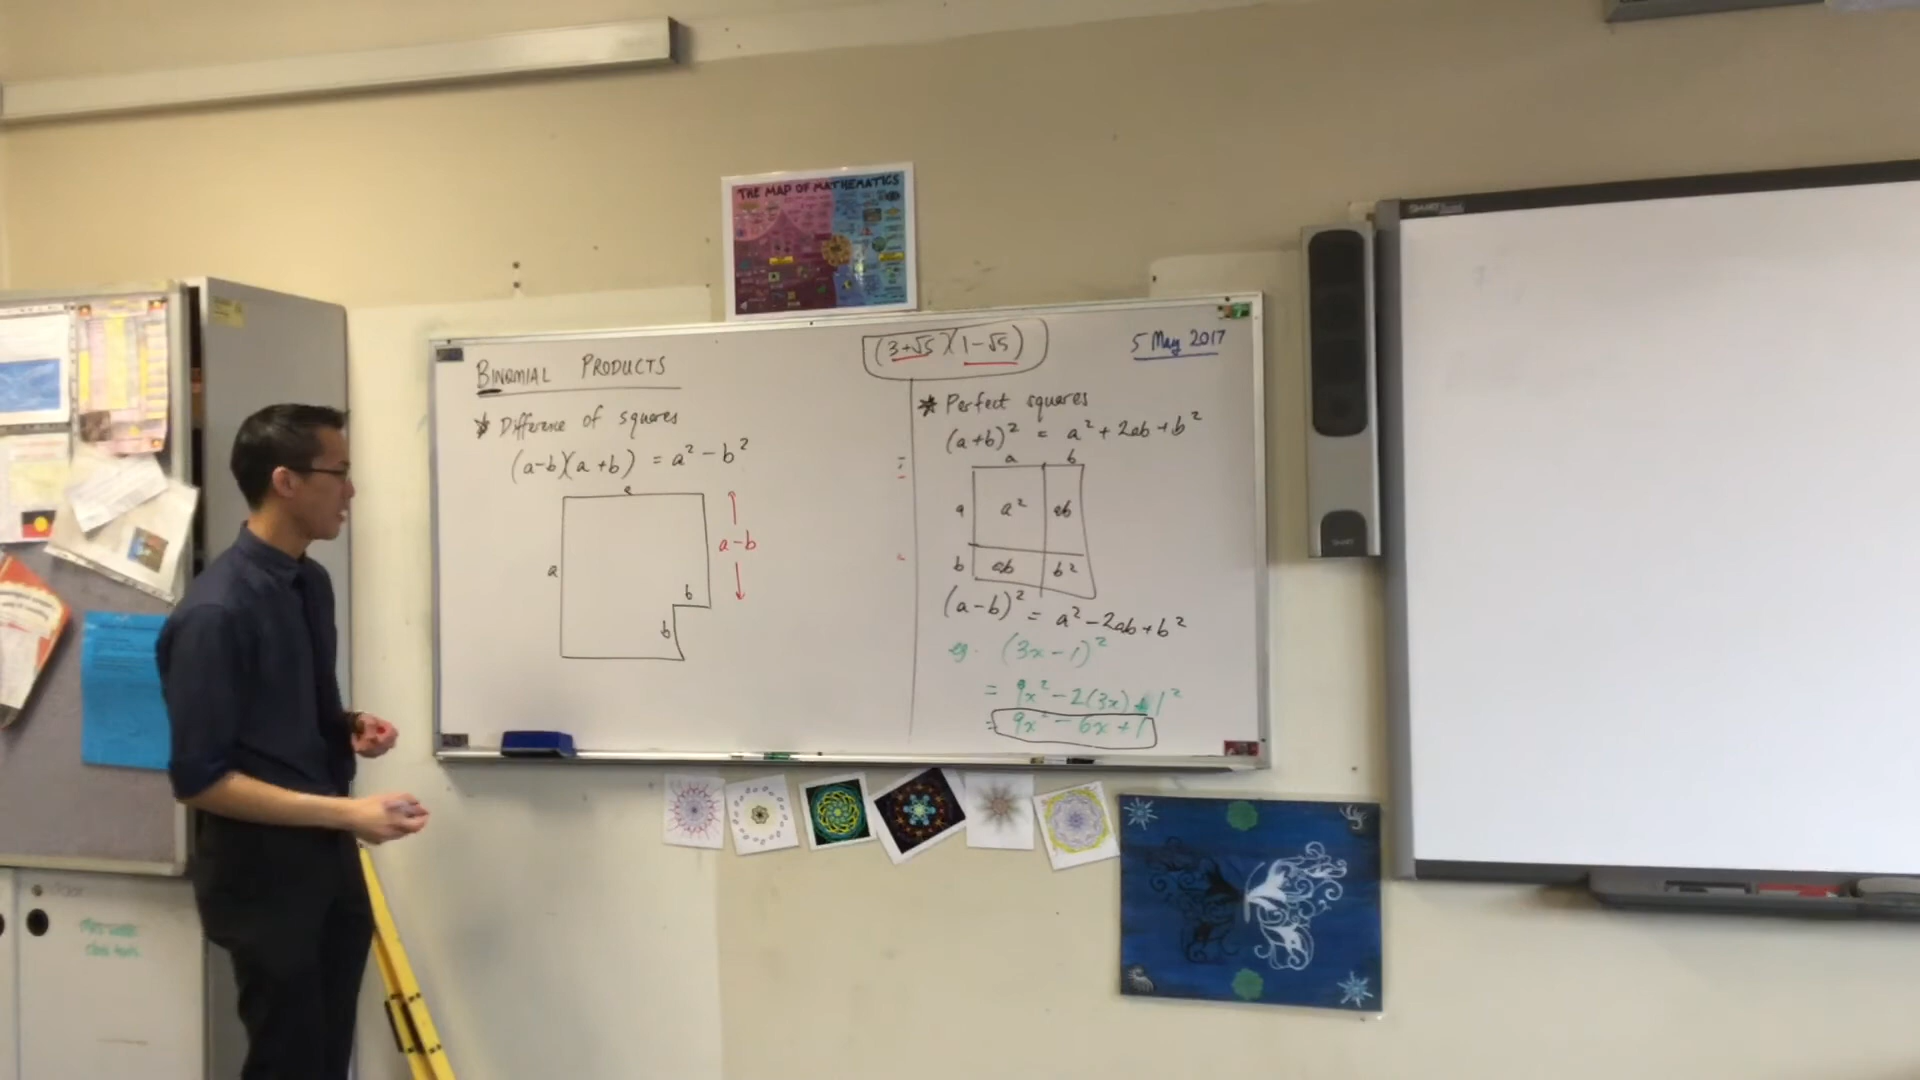 THE MAP OF MATHEMATICS
SMART
BINOMIAL PRODUCTS
(3+√5)(1-√5)
5 May 2017
* Difference of squares
(a-b)(a+b) = a² - b²
a
a
a-b
b
b
* Perfect squares
(a+b)² = a² + 2ab + b²
a b
a a² ab
b ab b²
(a-b)² = a² - 2ab + b²
eg. (3x-1)²
= 9x² - 2(3x) + 1²
= 9x² - 6x + 1
SMART